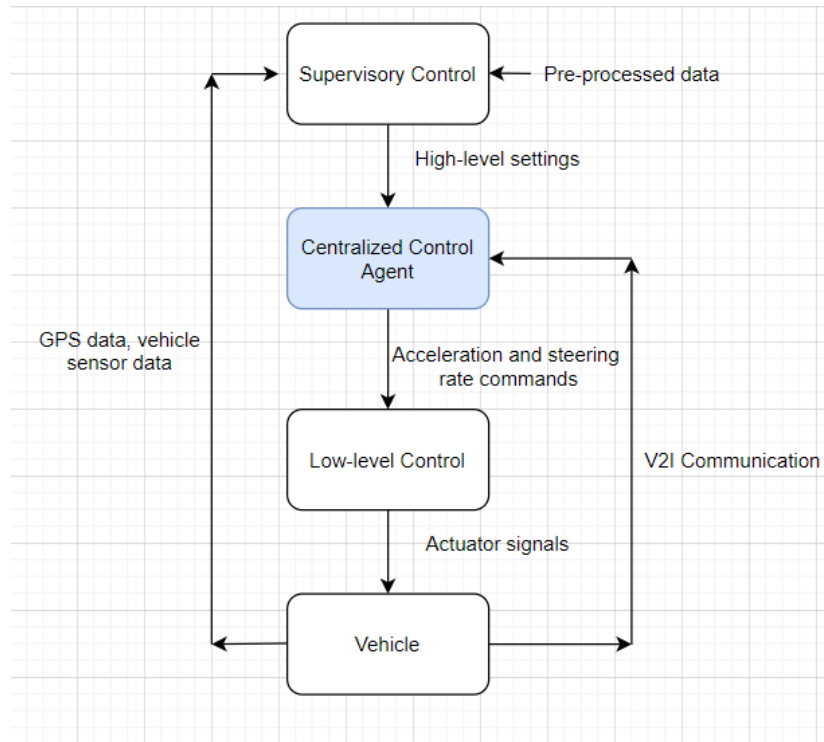 Supervisory Control
Pre-processed data
High-level settings
Centralized Control
Agent
GPS data, vehicle
sensor data
Acceleration and steering
rate commands
Low-level Control
V2I Communication
Actuator signals
Vehicle